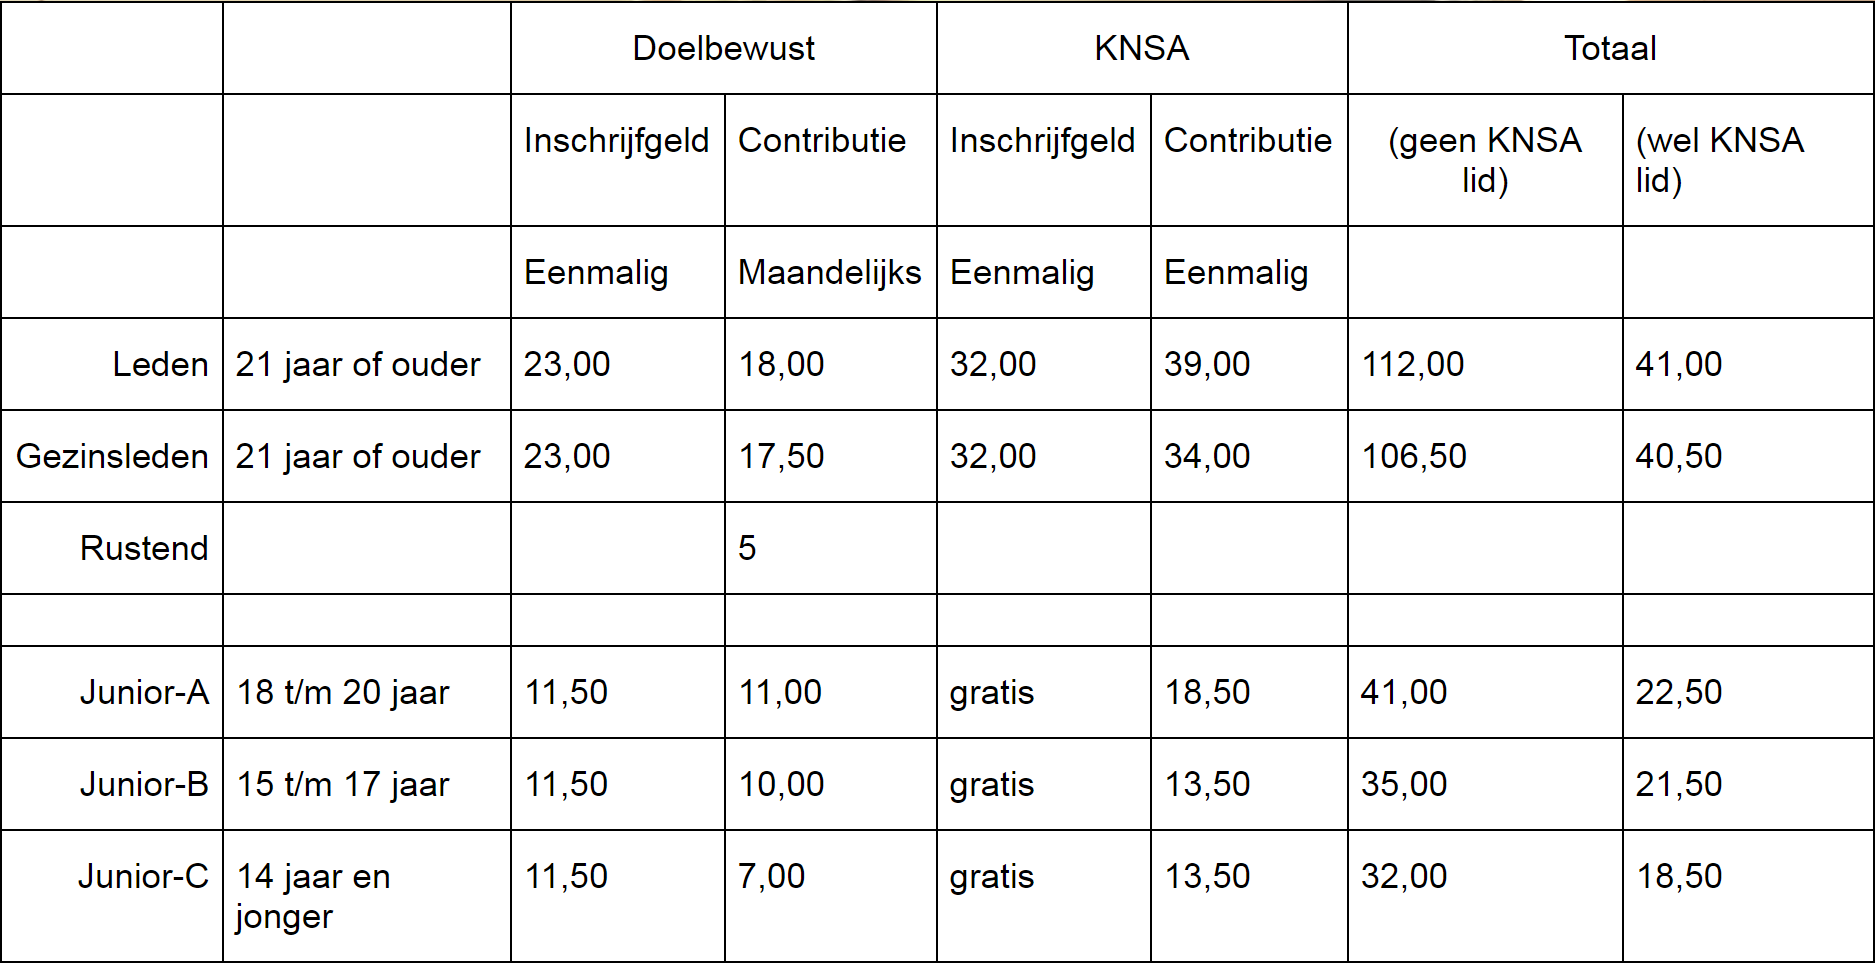 Doelbewust KNSA Totaal
Inschrijfgeld Contributie Inschrijfgeld Contributie (geen KNSA lid) (wel KNSA lid)
Eenmalig Maandelijks Eenmalig Eenmalig
Leden 21 jaar of ouder 23,00 18,00 32,00 39,00 112,00 41,00
Gezinsleden 21 jaar of ouder 23,00 17,50 32,00 34,00 106,50 40,50
Rustend 5
Junior-A 18 t/m 20 jaar 11,50 11,00 gratis 18,50 41,00 22,50
Junior-B 15 t/m 17 jaar 11,50 10,00 gratis 13,50 35,00 21,50
Junior-C 14 jaar en jonger 11,50 7,00 gratis 13,50 32,00 18,50